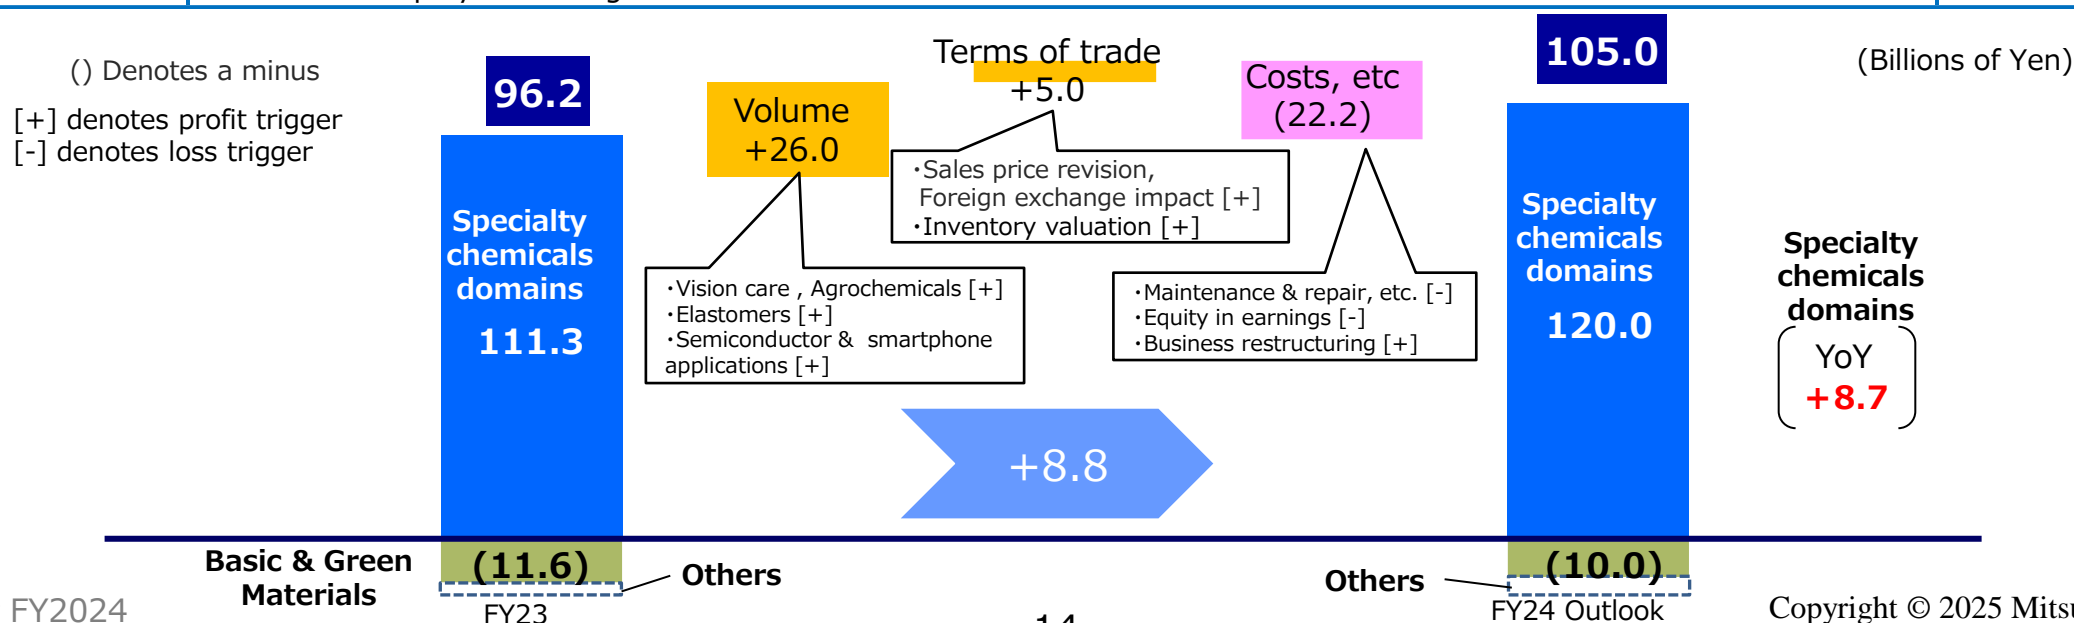 () Denotes a minus
[+] denotes profit trigger
[-] denotes loss trigger
96.2
Specialty
chemicals
domains
111.3
Volume
+26.0
・Vision care , Agrochemicals [+]
・Elastomers [+]
・Semiconductor & smartphone
applications [+]
Terms of trade
+5.0
・Sales price revision,
Foreign exchange impact [+]
・Inventory valuation [+]
Costs, etc
(22.2)
・Maintenance & repair, etc. [-]
・Equity in earnings [-]
・Business restructuring [+]
+8.8
105.0
Specialty
chemicals
domains
120.0
(Billions of Yen)
Specialty
chemicals
domains
YoY
+8.7
Basic & Green
Materials
(11.6)
Others
Others
(10.0)
FY2024
FY23
14
FY24 Outlook
Copyright © 2025 Mitsu